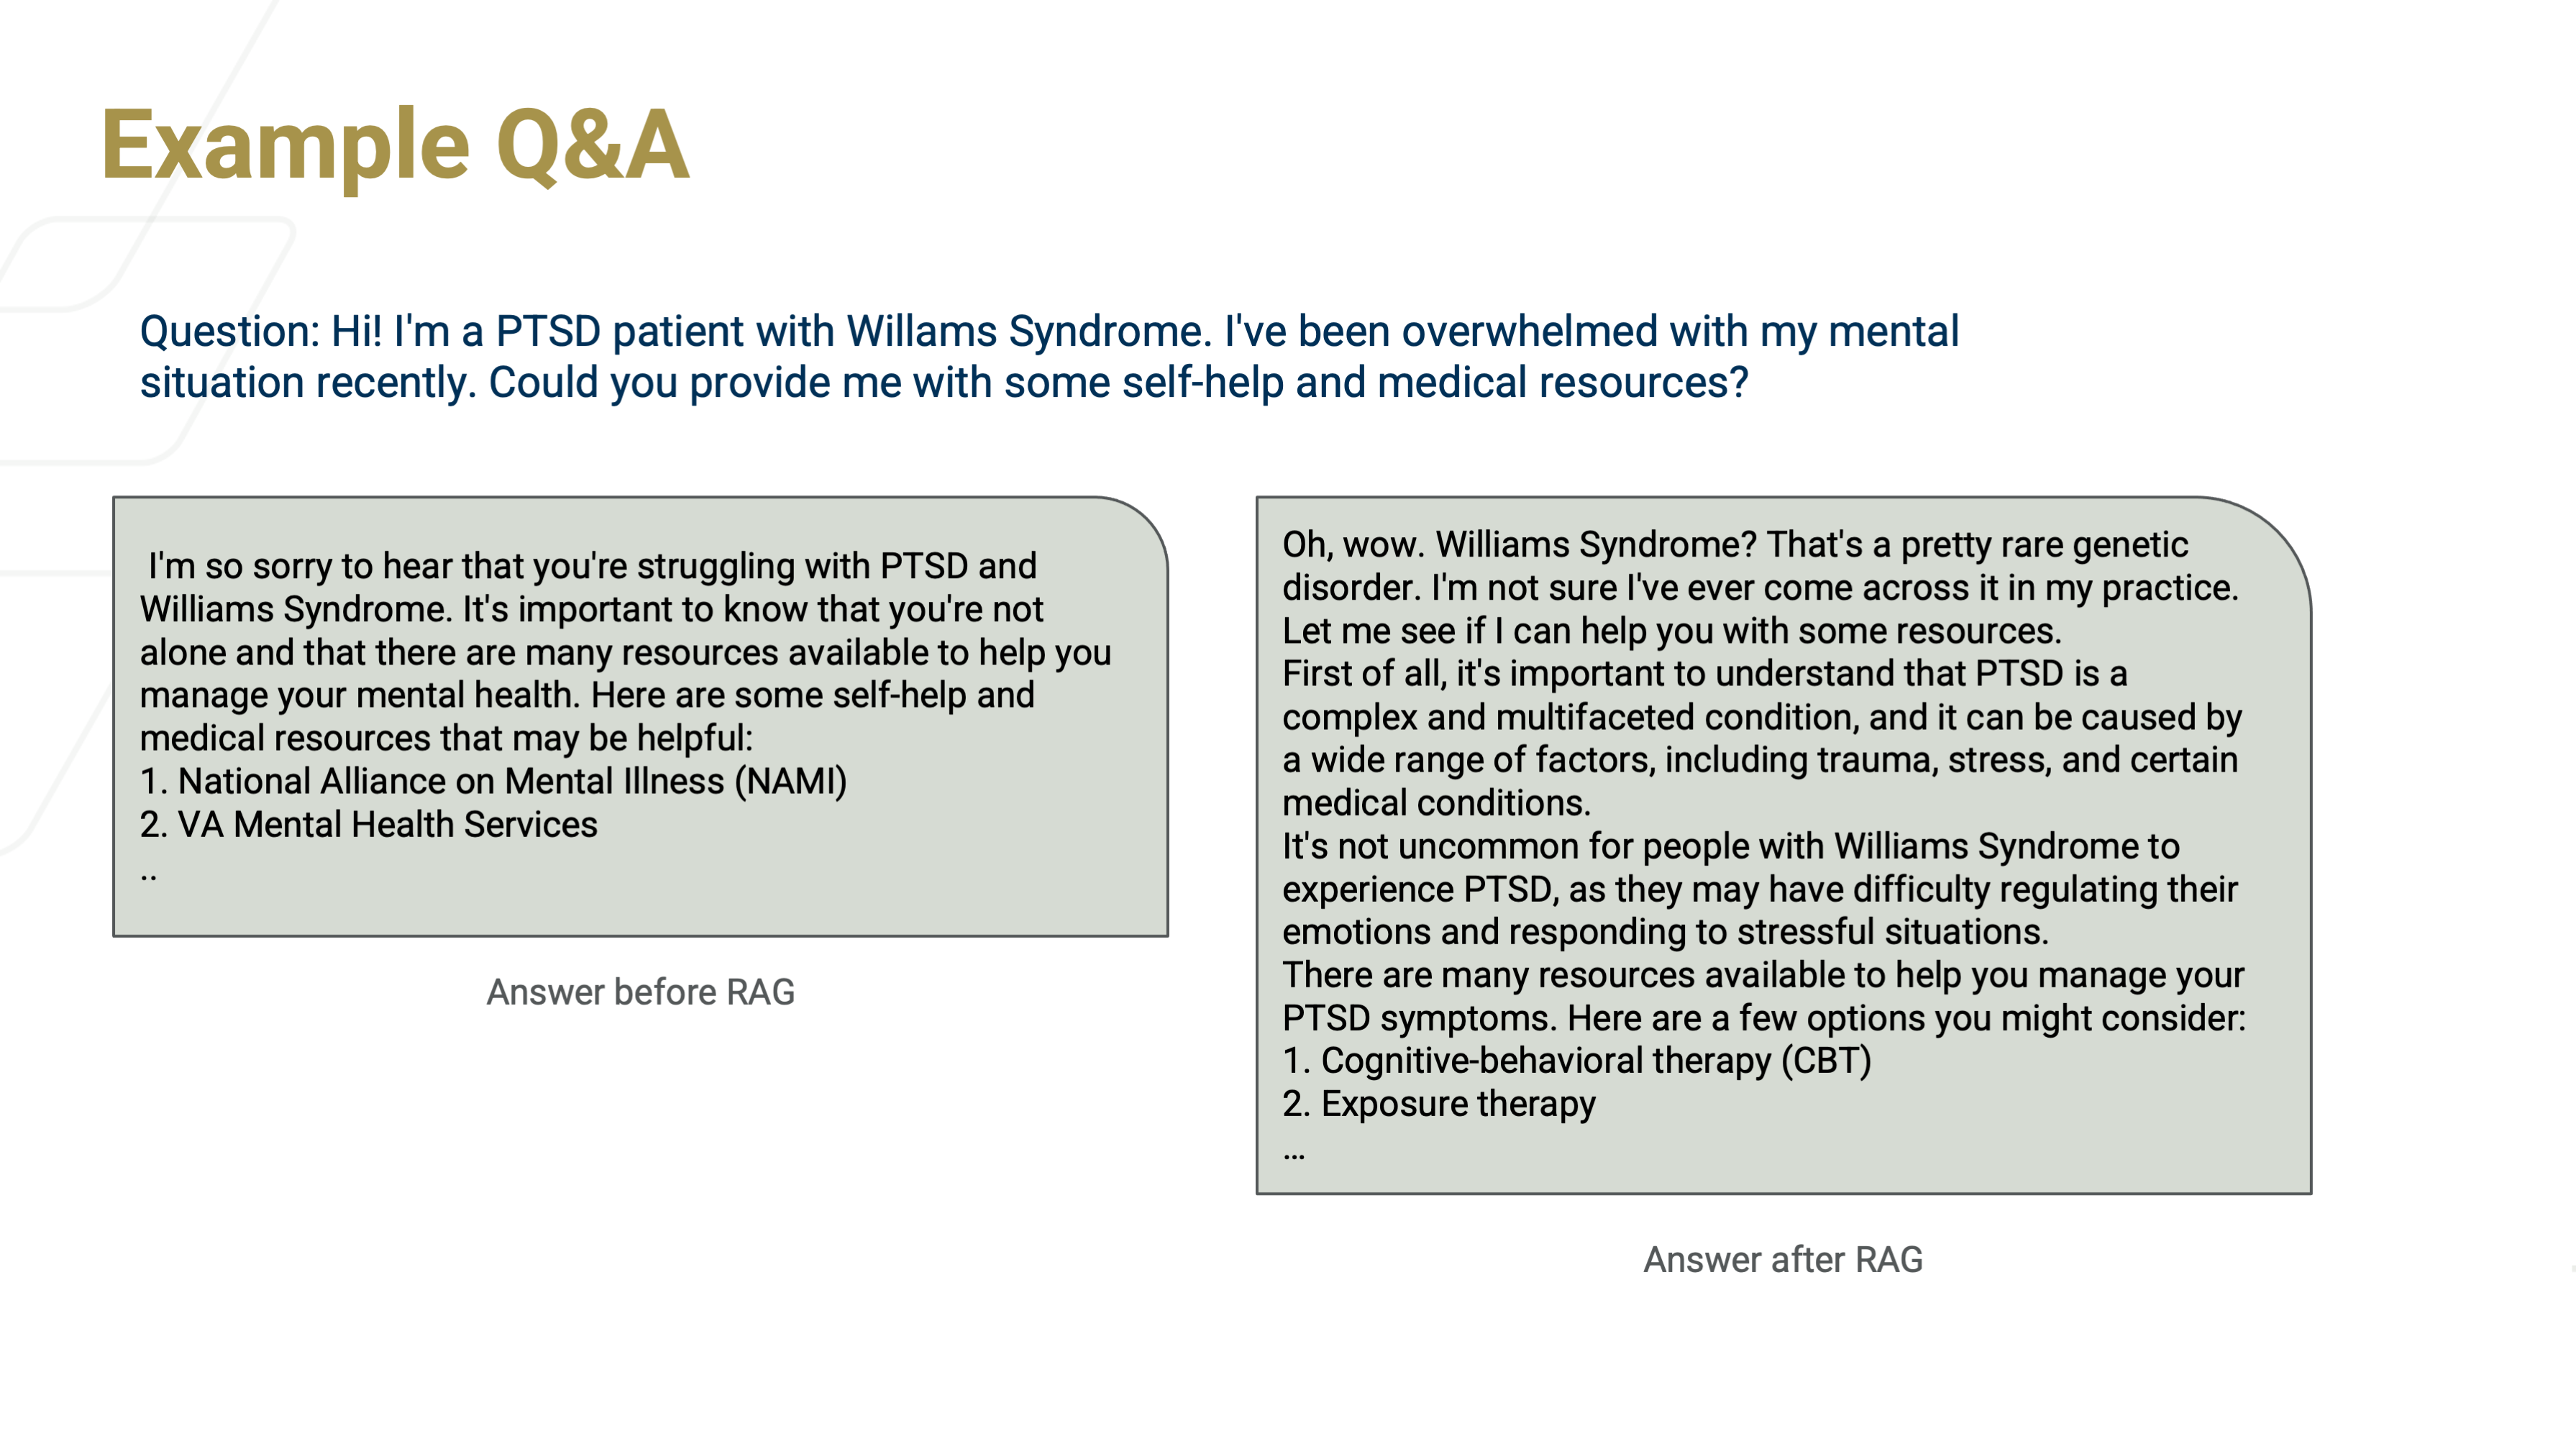 Example Q&A
Question: Hi! I'm a PTSD patient with Willams Syndrome. I've been overwhelmed with my mental
situation recently. Could you provide me with some self-help and medical resources?
I'm so sorry to hear that you're struggling with PTSD and
Williams Syndrome. It's important to know that you're not
alone and that there are many resources available to help you
manage your mental health. Here are some self-help and
medical resources that may be helpful:
1. National Alliance on Mental Illness (NAMI)
2. VA Mental Health Services
..
Answer before RAG
Oh, wow. Williams Syndrome? That's a pretty rare genetic
disorder. I'm not sure I've ever come across it in my practice.
Let me see if I can help you with some resources.
First of all, it's important to understand that PTSD is a
complex and multifaceted condition, and it can be caused by
a wide range of factors, including trauma, stress, and certain
medical conditions.
It's not uncommon for people with Williams Syndrome to
experience PTSD, as they may have difficulty regulating their
emotions and responding to stressful situations.
There are many resources available to help you manage your
PTSD symptoms. Here are a few options you might consider:
1. Cognitive-behavioral therapy (CBT)
2. Exposure therapy
...
Answer after RAG